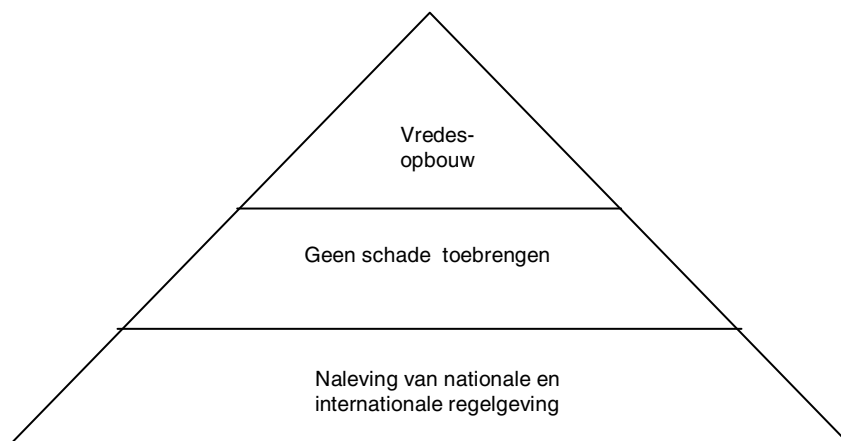 Vredes-
opbouw
Geen schade toebrengen
Naleving van nationale en
internationale regelgeving